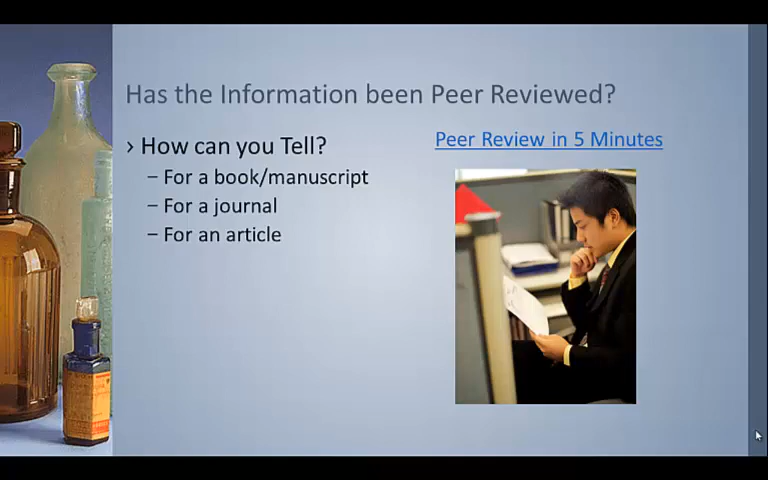 Has the Information been Peer Reviewed?
› How can you Tell?
– For a book/manuscript
– For a journal
– For an article
Peer Review in 5 Minutes